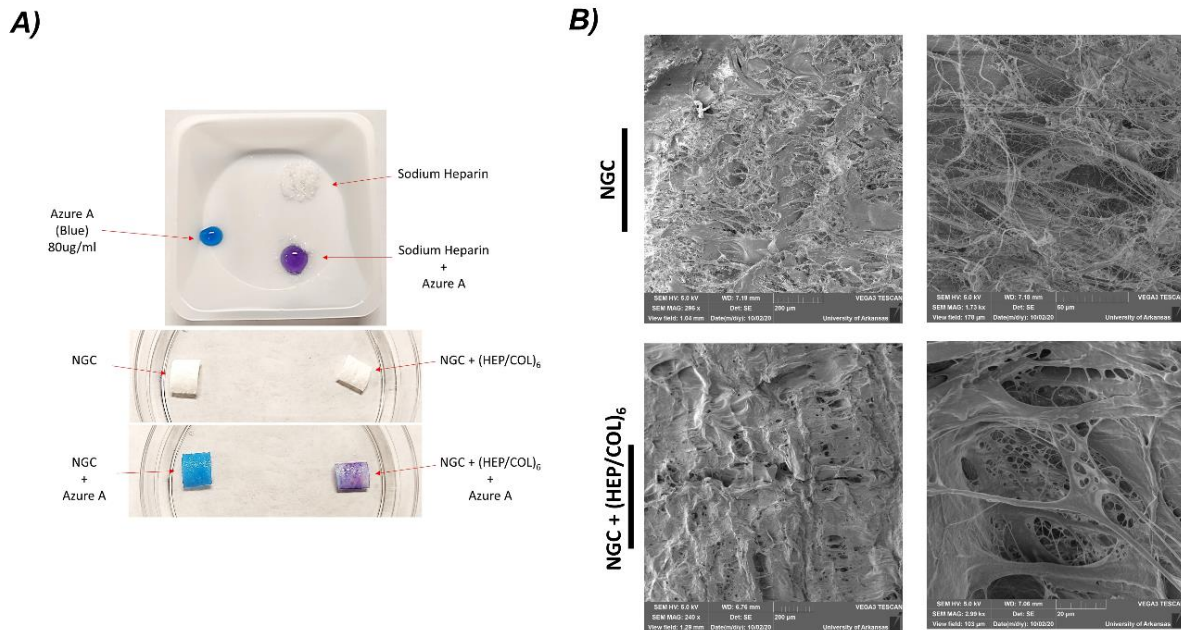 A)
Sodium Heparin
Azure A
(Blue)
80ug/ml
Sodium Heparin
+
Azure A
NGC
NGC + (HEP/COL)6
NGC
+
Azure A
NGC + (HEP/COL)6
+
Azure A
B)
NGC
SEM HV: 5.0 kV WD: 7.19 mm VEGA3 TESCAN
SEM MAG: 265 x Det: SE 200 µm
View field: 1.04 mm Date(m/d/y): 10/02/20 University of Arkansas
SEM HV: 5.0 kV WD: 7.18 mm VEGA3 TESCAN
SEM MAG: 1.73 kx Det: SE 50 µm
View field: 178 µm Date(m/d/y): 10/02/20 University of Arkansas
NGC + (HEP/COL)6
SEM HV: 5.0 kV WD: 6.76 mm VEGA3 TESCAN
SEM MAG: 249 x Det: SE 200 µm
View field: 1.29 mm Date(m/d/y): 10/02/20 University of Arkansas
SEM HV: 5.0 kV WD: 7.06 mm VEGA3 TESCAN
SEM MAG: 2.99 kx Det: SE 20 µm
View field: 103 µm Date(m/d/y): 10/02/20 University of Arkansas